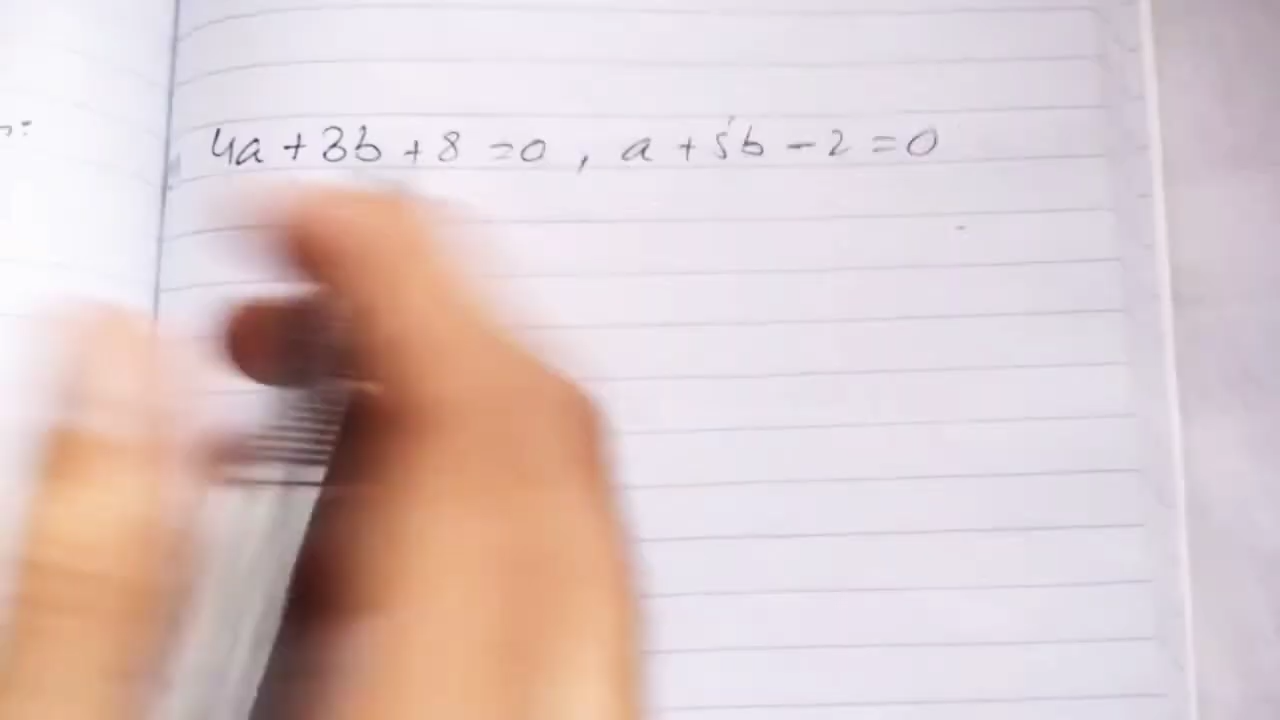 4a + 3b + 8 = 0 , a + 5b - 2 = 0